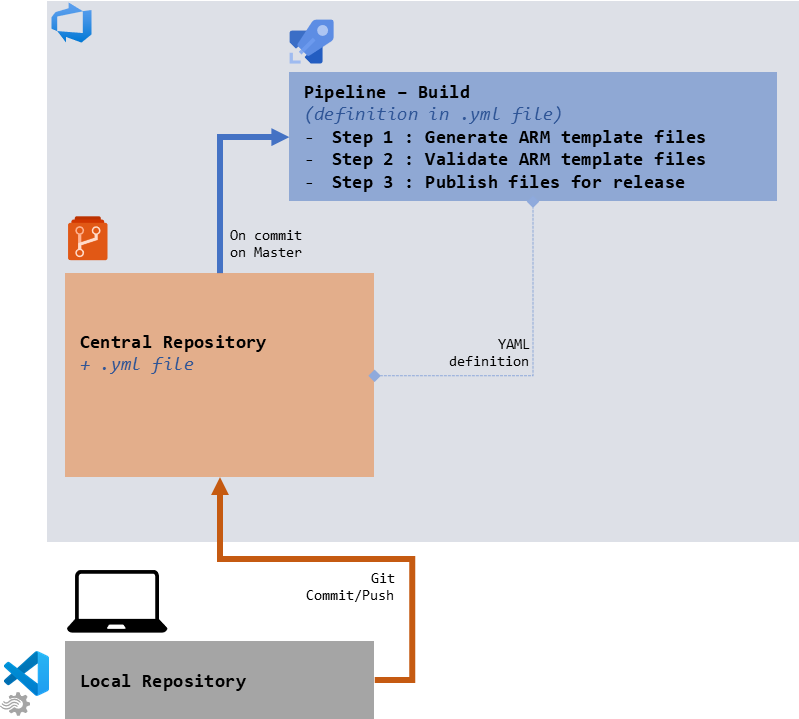 Pipeline – Build
(definition in .yml file)
- Step 1 : Generate ARM template files
- Step 2 : Validate ARM template files
- Step 3 : Publish files for release
On commit
on Master
Central Repository
+ .yml file
YAML
definition
Git
Commit/Push
Local Repository